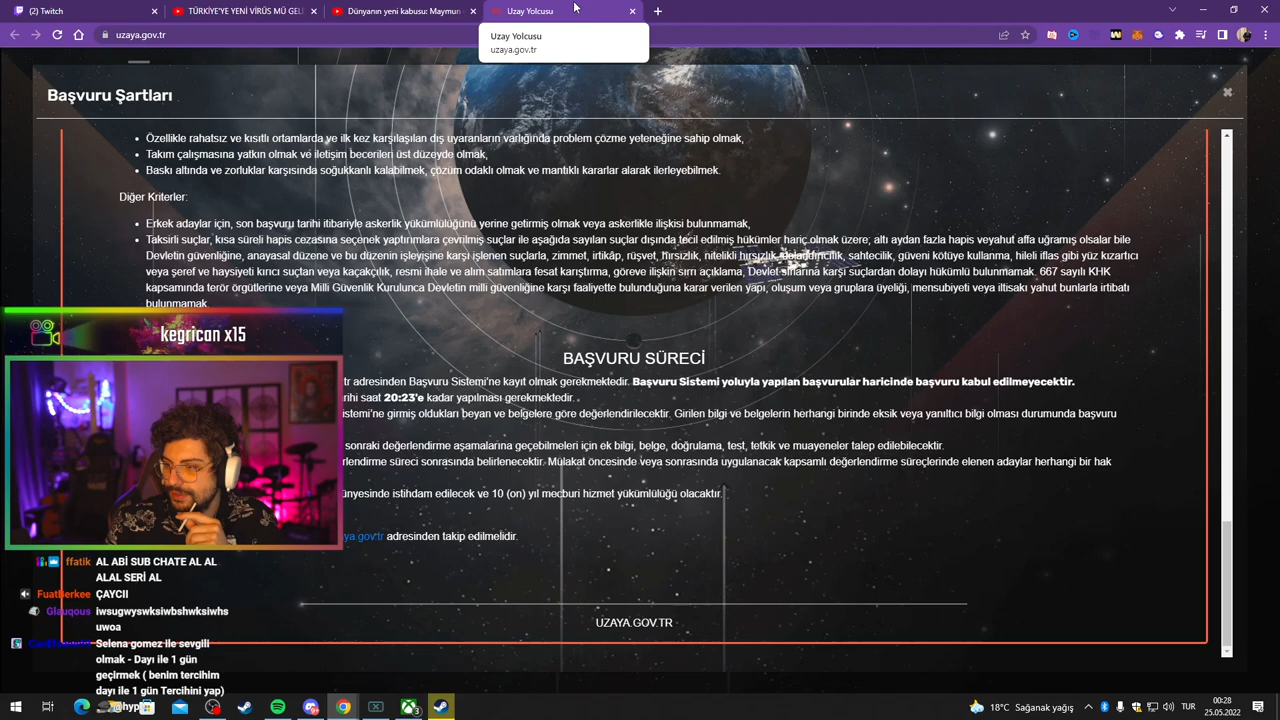 (2) Twitch
TÜRKİYE'YE YENİ VİRÜS MÜ GEL
Dünyanın yeni kabusu: Maymun
Uzay Yolcusu
uzaya.gov.tr
Uzay Yolcusu
uzaya.gov.tr
Başvuru Şartları
Özellikle rahatsız ve kısıtlı ortamlarda ve ilk kez karşılaşılan dış uyaranların varlığında problem çözme yeteneğine sahip olmak,
Takım çalışmasına yatkın olmak ve iletişim becerileri üst düzeyde olmak,
Baskı altında ve zorluklar karşısında soğukkanlı kalabilmek, çözüm odaklı olmak ve mantıklı kararlar alarak ilerleyebilmek.
Diğer Kriterler:
Erkek adaylar için, son başvuru tarihi itibariyle askerlik yükümlülüğünü yerine getirmiş olmak veya askerlikle ilişkisi bulunmamak,
Taksirli suçlar, kısa süreli hapis cezasına seçenek yaptırımlara çevrilmiş suçlar ile aşağıda sayılan suçlar dışında tecil edilmiş hükümler hariç olmak üzere, altı aydan fazla hapis veyahut affa uğramış olsalar bile
Devletin güvenliğine, anayasal düzene ve bu düzenin işleyişine karşı işlenen suçlarla, zimmet, irtikâp, rüşvet, hırsızlık, nitelikli hırsızlık, dolandırıcılık, sahtecilik, güveni kötüye kullanma, hileli iflas gibi yüz kızartıcı
veya şeref ve haysiyeti kırıcı suçtan veya kaçakçılık, resmi ihale ve alım satımlara fesat karıştırma, göreve ilişkin sırrı açıklama, Devlet sırlarına karşı suçlardan dolayı hükümlü bulunmamak. 667 sayılı KHK
kapsamında terör örgütlerine veya Milli Güvenlik Kurulunca Devletin milli güvenliğine karşı faaliyette bulunduğuna karar verilen yapı, oluşum veya gruplara üyeliği, mensubiyeti veya iltisakı yahut bunlarla irtibatı
bulunmamak.
kegrican x15
BAŞVURU SÜRECİ
tr adresinden Başvuru Sistemi'ne kayıt olmak gerekmektedir. Başvuru Sistemi yoluyla yapılan başvurular haricinde başvuru kabul edilmeyecektir.
rihi saat 20:23'e kadar yapılması gerekmektedir.
istemi'ne girmiş oldukları beyan ve belgelere göre değerlendirilecektir. Girilen bilgi ve belgelerin herhangi birinde eksik veya yanıltıcı bilgi olması durumunda başvuru
sonraki değerlendirme aşamalarına geçebilmeleri için ek bilgi, belge, doğrulama, test, tetkik ve muayeneler talep edilebilecektir.
rlendirme süreci sonrasında belirlenecektir. Mülakat öncesinde veya sonrasında uygulanacak kapsamlı değerlendirme süreçlerinde elenen adaylar herhangi bir hak
ünyesinde istihdam edilecek ve 10 (on) yıl mecburi hizmet yükümlülüğü olacaktır.
ya.gov.tr adresinden takip edilmelidir.
ffatik AL ABİ SUB CHATE AL AL
ALAL SERİ AL
FuatBerkee ÇAYCII
Glauqous iwsugwyswksiwbshwksiwhs
uwoa
Selena gomez ile sevgili
olmak - Dayı ile 1 gün
geçirmek ( benim tercihim
dayı ile 1 gün Tercihini yap)
UZAYA.GOV.TR
3
18°C Sağanak yağış
TUR
00:28
25.05.2022